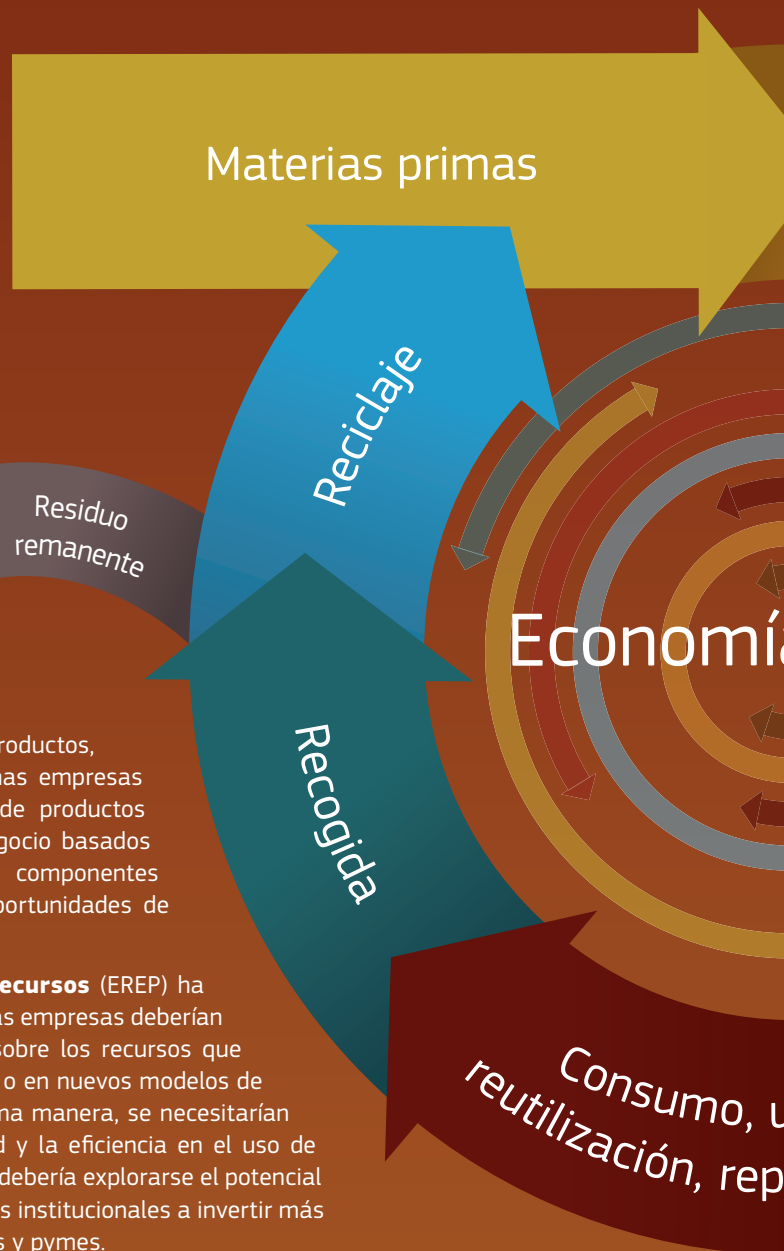 Materias primas
Reciclaje
Residuo
remanente
Economía
Recogida
roductos,
nas empresas
de productos
gocio basados
componentes
portunidades de
ecursos (EREP) ha
as empresas deberían
sobre los recursos que
o en nuevos modelos de
ma manera, se necesitarían
d y la eficiencia en el uso de
debería explorarse el potencial
s institucionales a invertir más
s y pymes.
Consumo, u
reutilización, rep